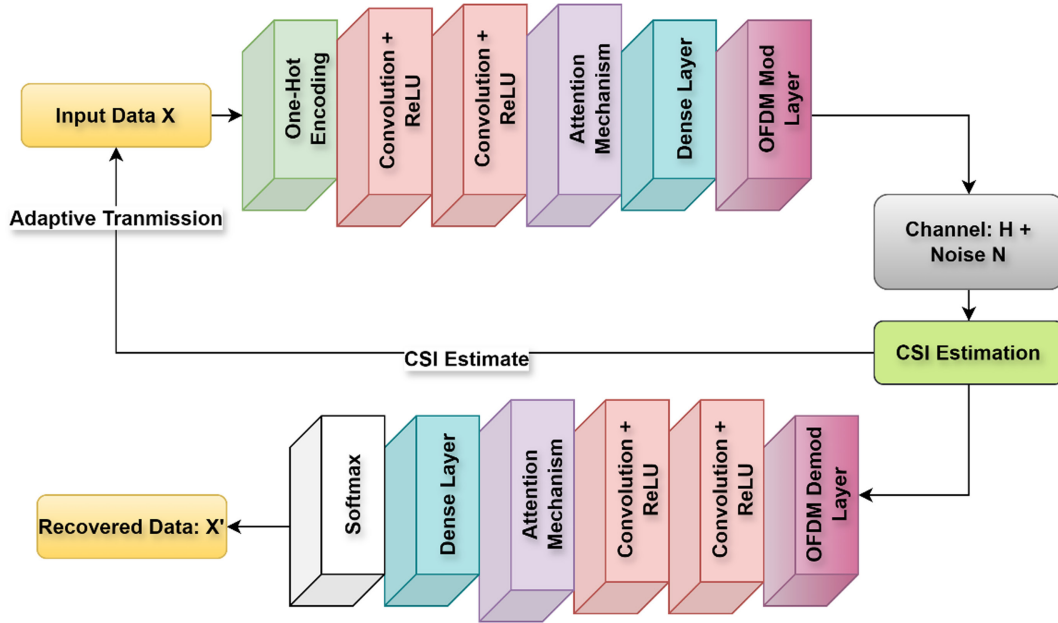 Input Data X
One-Hot
Encoding
Convolution +
ReLU
Convolution +
ReLU
Attention
Mechanism
Dense Layer
OFDM Mod
Layer
Adaptive Tranmission
Channel: H +
Noise N
CSI Estimation
CSI Estimate
OFDM Demod
Layer
Convolution +
ReLU
Convolution +
ReLU
Attention
Mechanism
Dense Layer
Softmax
Recovered Data: X'